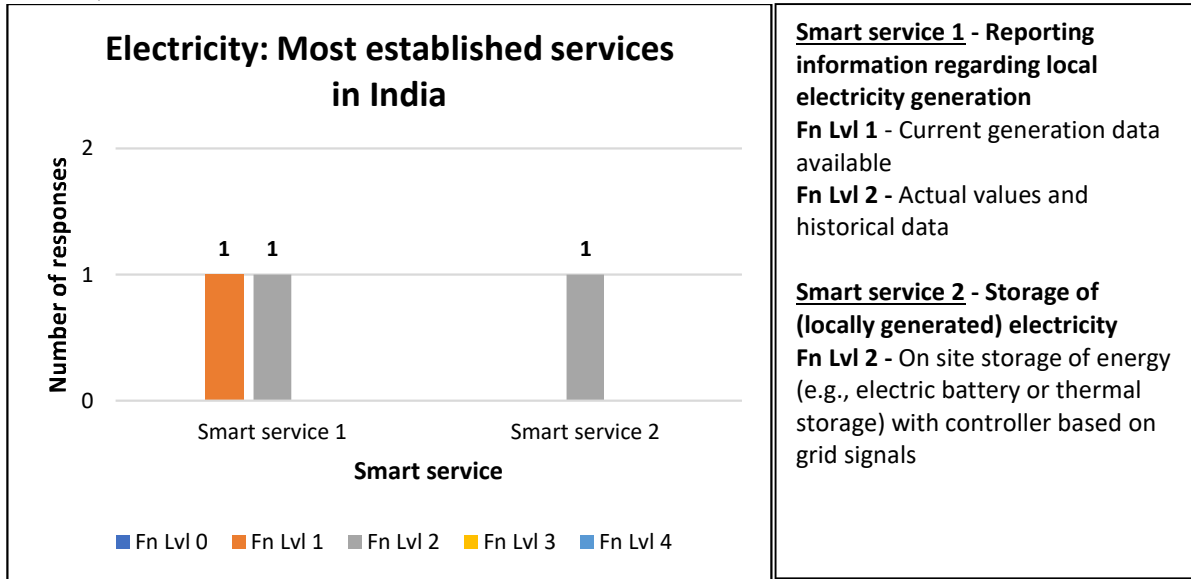 Electricity: Most established services
in India
Number of responses
2
1
0
1
1
1
Smart service 1
Smart service 2
Smart service
Fn Lvl 0
Fn Lvl 1
Fn Lvl 2
Fn Lvl 3
Fn Lvl 4
Smart service 1 - Reporting
information regarding local
electricity generation
Fn Lvl 1 - Current generation data
available
Fn Lvl 2 - Actual values and
historical data
Smart service 2 - Storage of
(locally generated) electricity
Fn Lvl 2 - On site storage of energy
(e.g., electric battery or thermal
storage) with controller based on
grid signals